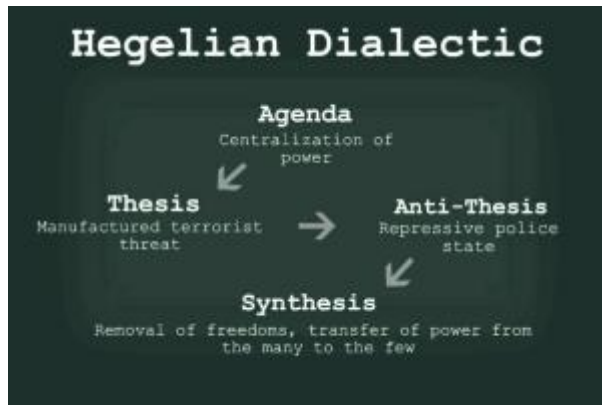 Hegelian Dialectic
Agenda
Centralization of
power
Thesis
Manufactured terrorist
threat
Anti-Thesis
Repressive police
state
Synthesis
Removal of freedoms, transfer of power from
the many to the few